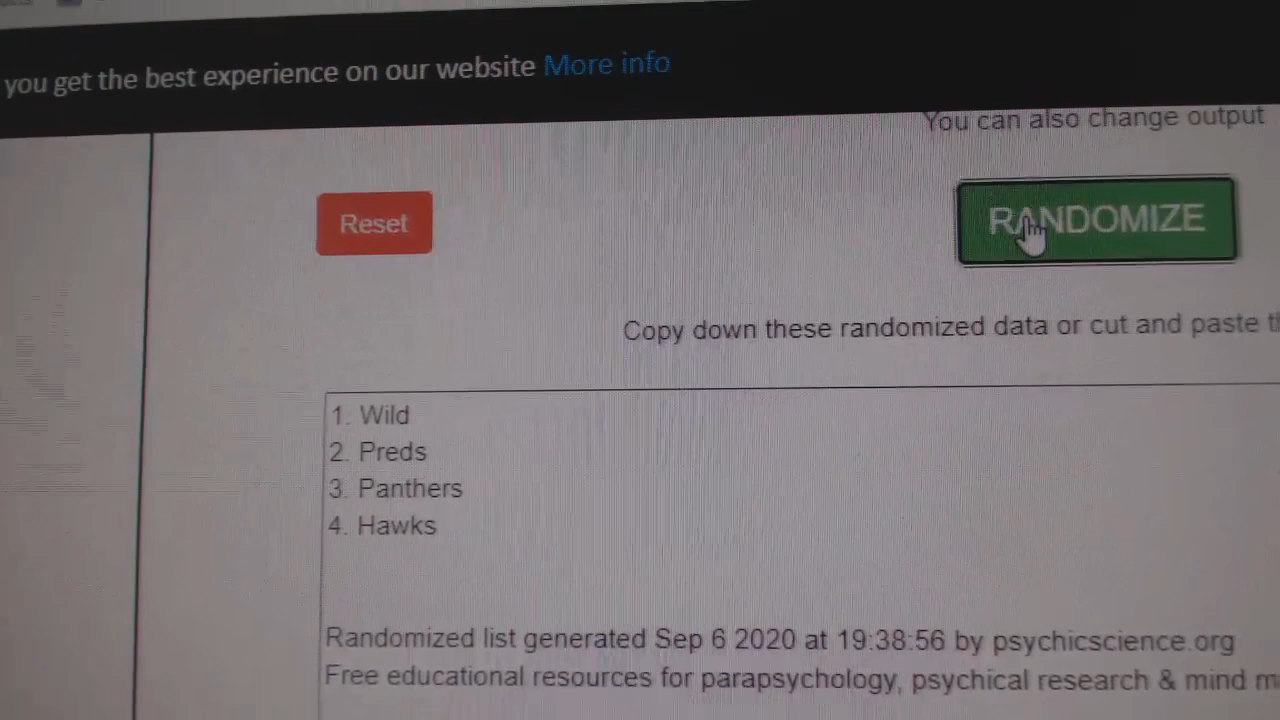 you get the best experience on our website More info
You can also change output
Reset
RANDOMIZE
Copy down these randomized data or cut and paste
1. Wild
2. Preds
3. Panthers
4. Hawks
Randomized list generated Sep 6 2020 at 19:38:56 by psychicscience.org
Free educational resources for parapsychology, psychical research & mind